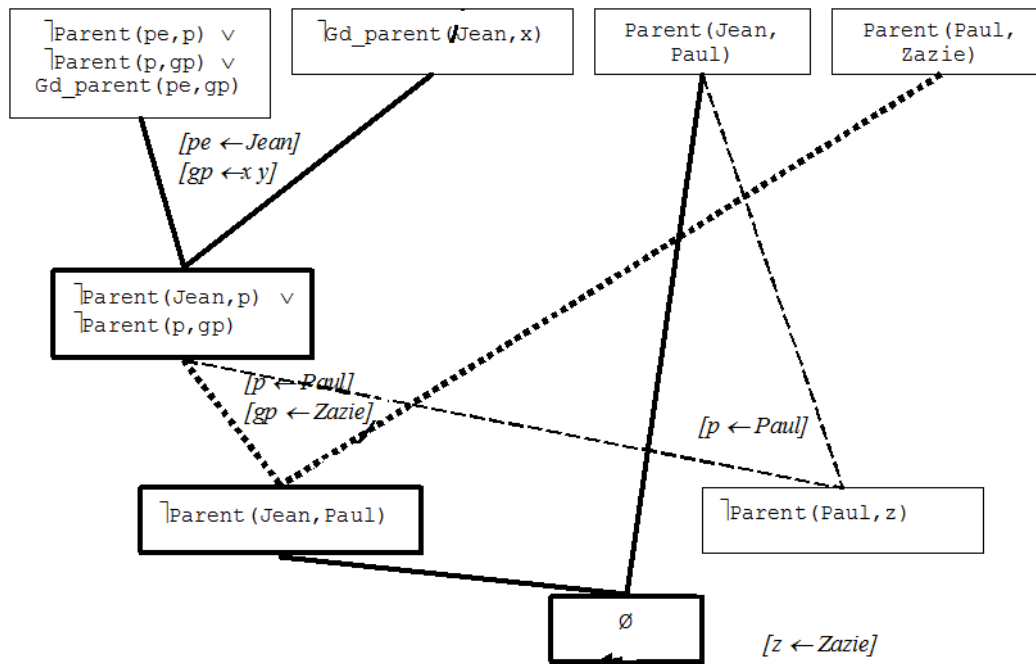 ⌉Parent(pe,p) ∨
⌉Parent(p,gp) ∨
Gd_parent(pe,gp)
⌉Gd_parent(Jean,x)
Parent(Jean,
Paul)
Parent(Paul,
Zazie)
[pe ←Jean]
[gp ←x y]
⌉Parent(Jean,p) ∨
⌉Parent(p,gp)
[p ←Paul]
[gp ←Zazie]
[p ←Paul]
⌉Parent(Jean,Paul)
⌉Parent(Paul,z)
Ø
[z ←Zazie]